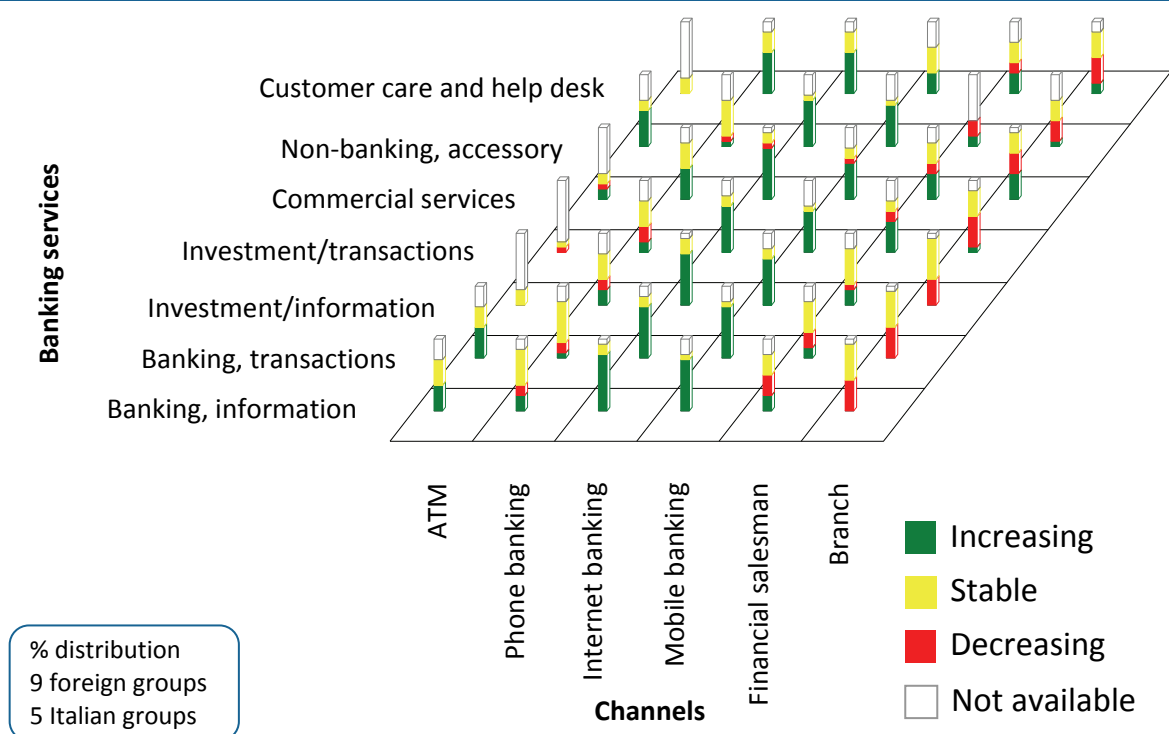 Banking services
Customer care and help desk
Non-banking, accessory
Commercial services
Investment/transactions
Investment/information
Banking, transactions
Banking, information
ATM
Phone banking
Internet banking
Mobile banking
Financial salesman
Branch
Channels
Increasing
Stable
Decreasing
Not available
% distribution
9 foreign groups
5 Italian groups